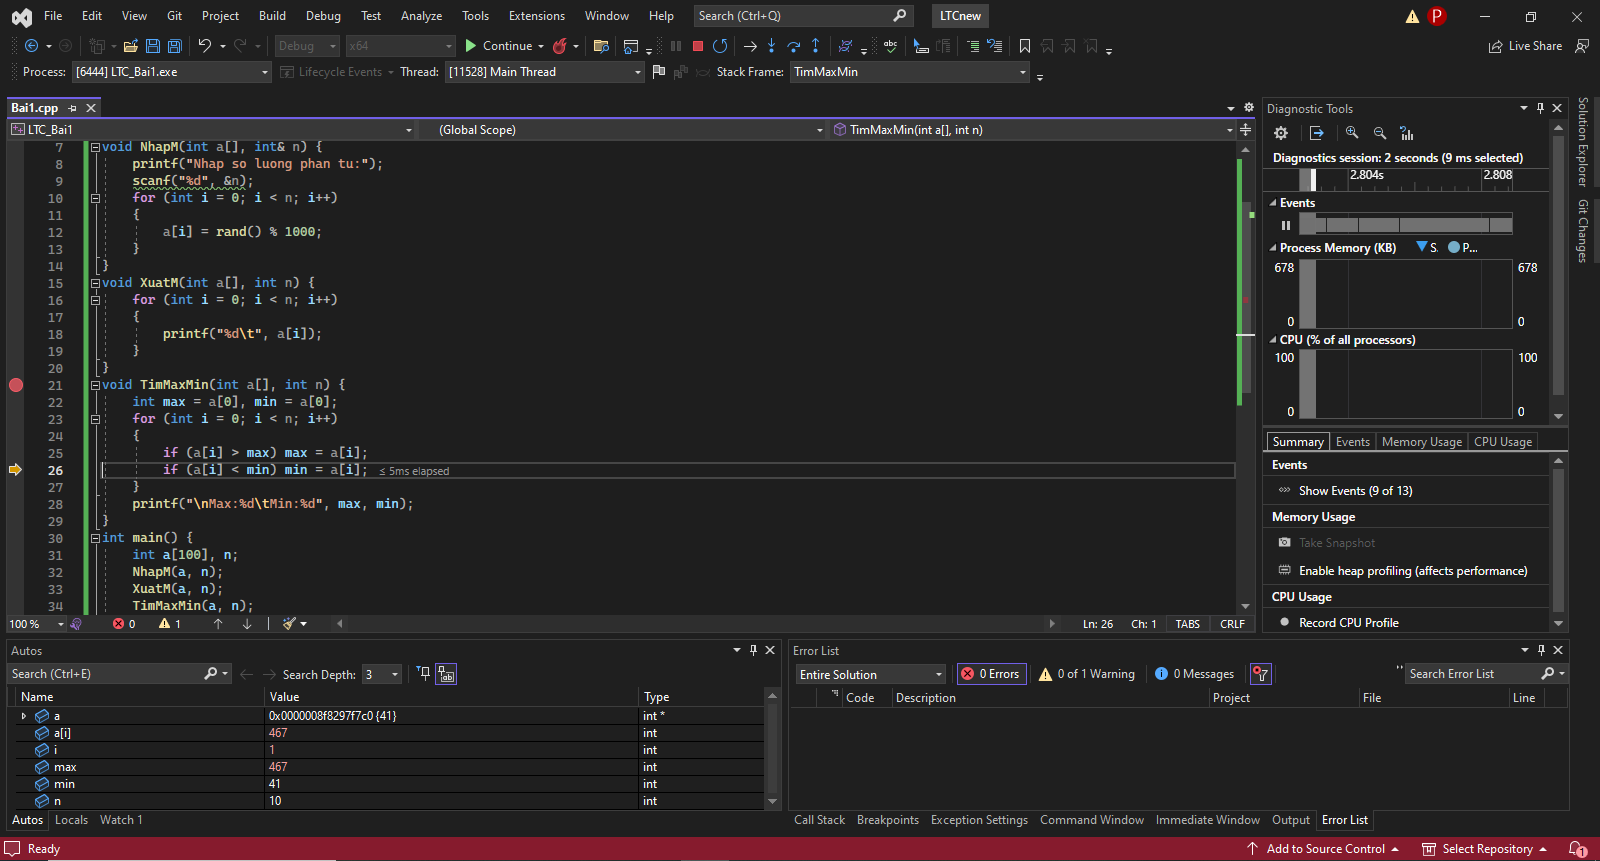 File Edit View Git Project Build Debug Test Analyze Tools Extensions Window Help Search (Ctrl+Q) LTCnew P
Debug x64 Continue Live Share
Process: [6444] LTC_Bai1.exe Lifecycle Events Thread: [11528] Main Thread Stack Frame: TimMaxMin
Bai1.cpp
LTC_Bai1 (Global Scope) TimMaxMin(int a[], int n)
7 void NhapM(int a[], int& n) {
8 printf("Nhap so luong phan tu:");
9 scanf("%d", &n);
10 for (int i = 0; i < n; i++)
11 {
12 a[i] = rand() % 1000;
13 }
14 }
15 void XuatM(int a[], int n) {
16 for (int i = 0; i < n; i++)
17 {
18 printf("%d\t", a[i]);
19 }
20 }
21 void TimMaxMin(int a[], int n) {
22 int max = a[0], min = a[0];
23 for (int i = 0; i < n; i++)
24 {
25 if (a[i] > max) max = a[i];
26 if (a[i] < min) min = a[i]; ≤ 5ms elapsed
27 }
28 printf("\nMax:%d\tMin:%d", max, min);
29 }
30 int main() {
31 int a[100], n;
32 NhapM(a, n);
33 XuatM(a, n);
34 TimMaxMin(a, n);
100 % 0 1 Ln: 26 Ch: 1 TABS CRLF
Diagnostic Tools
Diagnostics session: 2 seconds (9 ms selected)
2.804s 2.808
Events
Process Memory (KB) S. P...
678 678
0 0
CPU (% of all processors)
100 100
0 0
Summary Events Memory Usage CPU Usage
Events
Show Events (9 of 13)
Memory Usage
Take Snapshot
Enable heap profiling (affects performance)
CPU Usage
Record CPU Profile
Solution Explorer
Git Changes
Autos
Search (Ctrl+E) Search Depth: 3
Name Value Type
a 0x0000008f8297f7c0 {41} int *
a[i] 467 int
i 1 int
max 467 int
min 41 int
n 10 int
Autos Locals Watch 1
Error List
Entire Solution 0 Errors 0 of 1 Warning 0 Messages Search Error List
Code Description Project File Line
Call Stack Breakpoints Exception Settings Command Window Immediate Window Output Error List
Ready Add to Source Control Select Repository 1